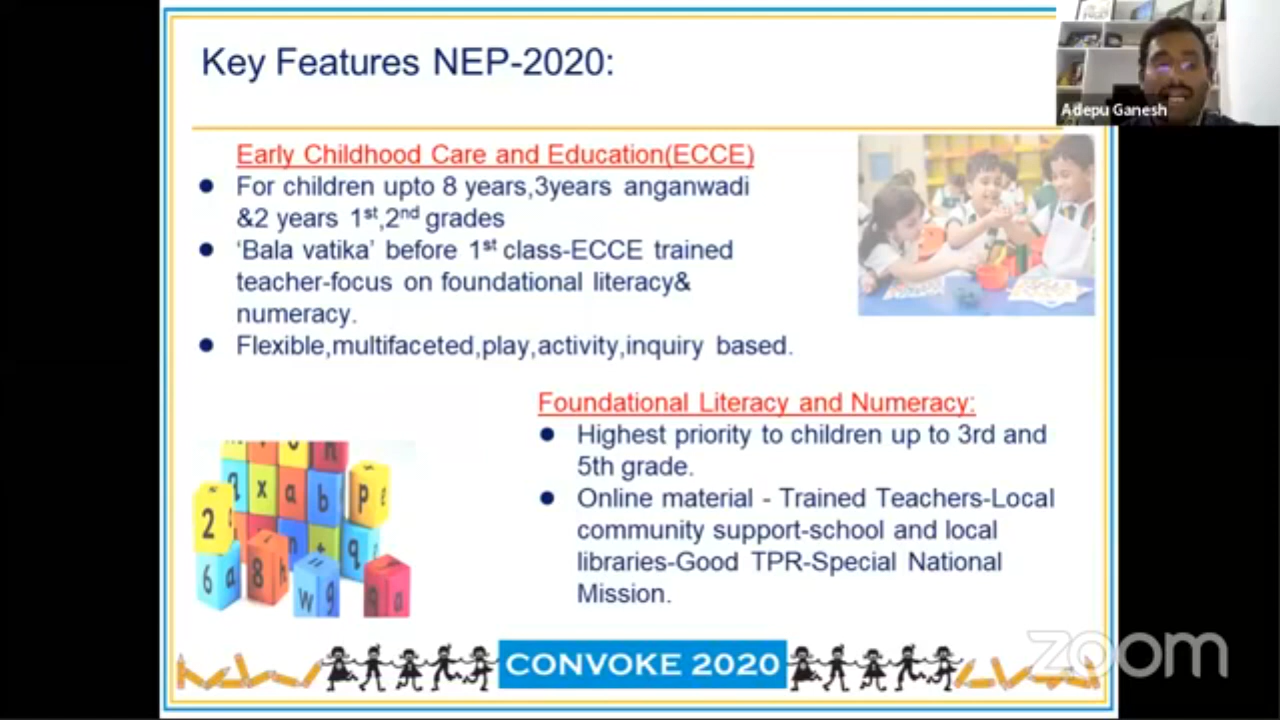 Key Features NEP-2020:
Adepu Ganesh
Early Childhood Care and Education(ECCE)
● For children upto 8 years,3years anganwadi
&2 years 1st,2nd grades
● ‘Bala vatika’ before 1st class-ECCE trained
teacher-focus on foundational literacy&
numeracy.
● Flexible,multifaceted,play,activity,inquiry based.
Foundational Literacy and Numeracy:
● Highest priority to children up to 3rd and
5th grade.
● Online material - Trained Teachers-Local
community support-school and local
libraries-Good TPR-Special National
Mission.
x a b p
2
q
6 a 8 h
w g a
CONVOKE 2020
zoom